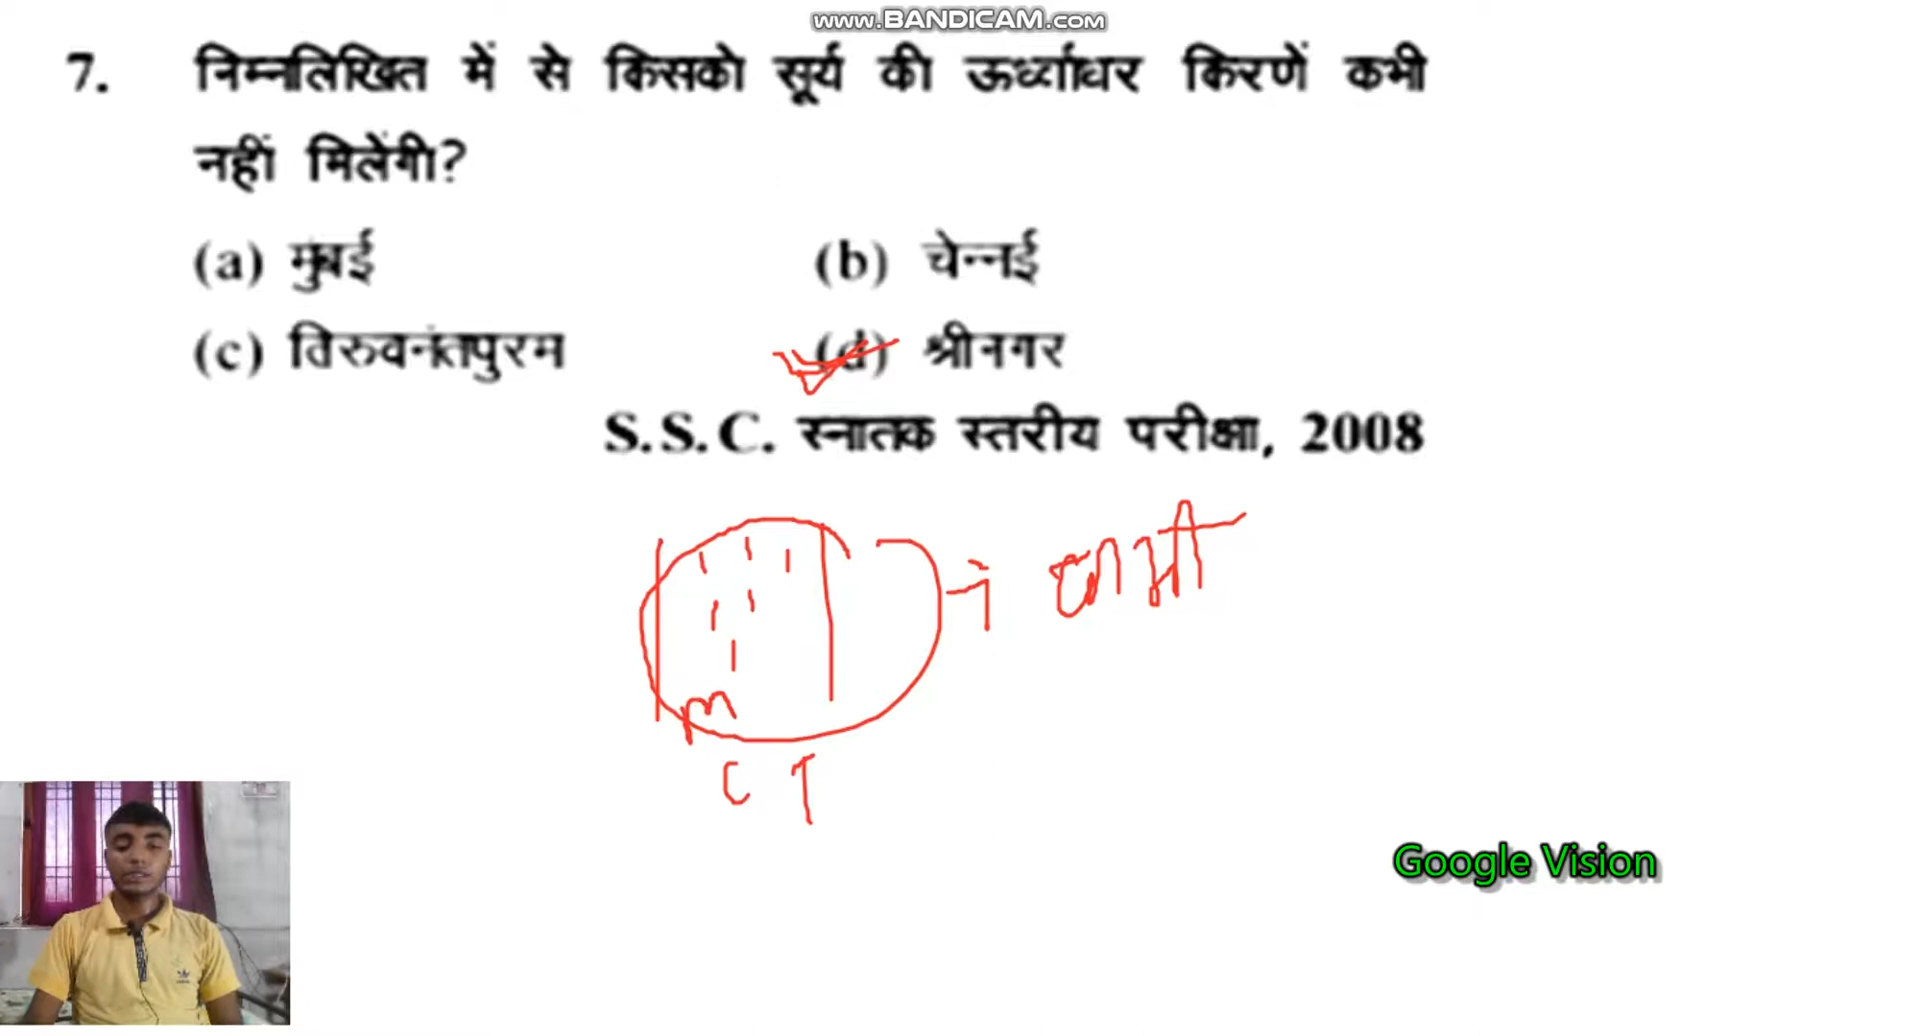 www.BANDICAM.com
7. निम्नलिखित में से किसको सूर्य की ऊर्ध्वाधर किरणें कभी
नहीं मिलेंगी?
(a) मुंबई (b) चेन्नई
(c) तिरुवनंतपुरम (d) श्रीनगर
S.S.C. स्नातक स्तरीय परीक्षा, 2008
m
C T
Google Vision